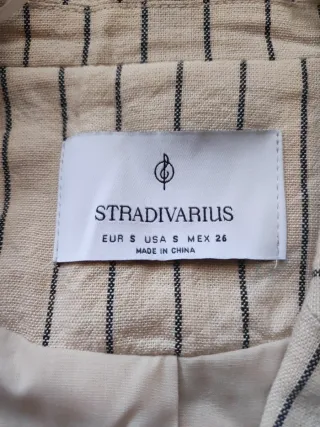 STRADIVARIUS
EUR S USA S MEX 26
MADE IN CHINA